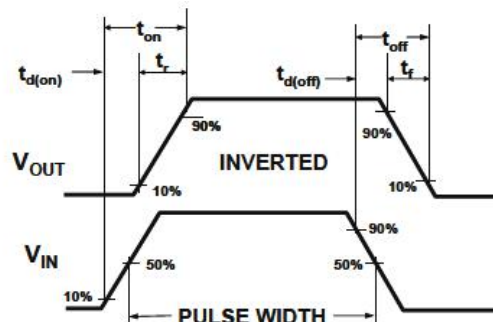 t_on t_off
t_d(on) t_r t_d(off) t_f
90% 90%
V_OUT INVERTED
10% 10%
V_IN 90%
50% 50%
10%
PULSE WIDTH